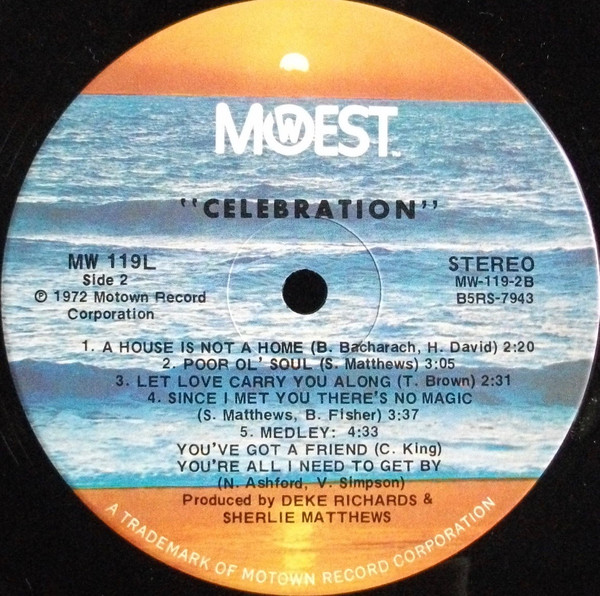 MOWEST
"CELEBRATION"
MW 119L
Side 2
℗ 1972 Motown Record
Corporation
STEREO
MW-119-2B
B5RS-7943
1. A HOUSE IS NOT A HOME (B. Bacharach, H. David) 2:20
2. POOR OL' SOUL (S. Matthews) 3:05
3. LET LOVE CARRY YOU ALONG (T. Brown) 2:31
4. SINCE I MET YOU THERE'S NO MAGIC
(S. Matthews, B. Fisher) 3:37
5. MEDLEY: 4:33
YOU'VE GOT A FRIEND (C. King)
YOU'RE ALL I NEED TO GET BY
(N. Ashford, V. Simpson)
Produced by DEKE RICHARDS &
SHERLIE MATTHEWS
A TRADEMARK OF MOTOWN RECORD CORPORATION